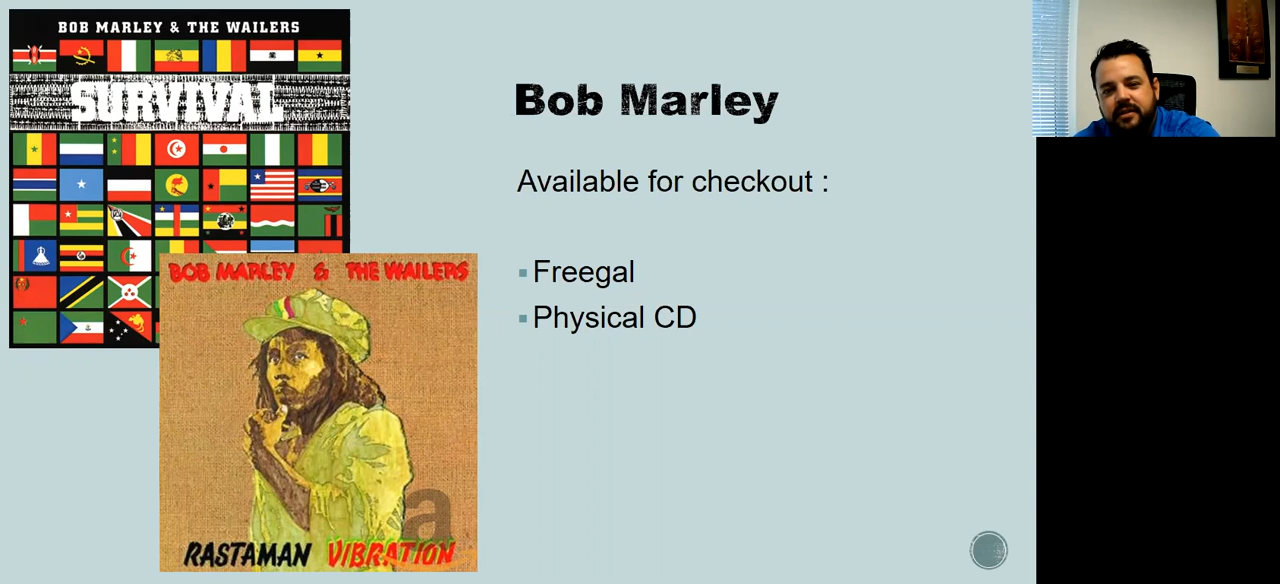 BOB MARLEY & THE WAILERS
SURVIVAL
BOB MARLEY & THE WAILERS
RASTAMAN VIBRATION
a
Bob Marley
Available for checkout :
Freegal
Physical CD